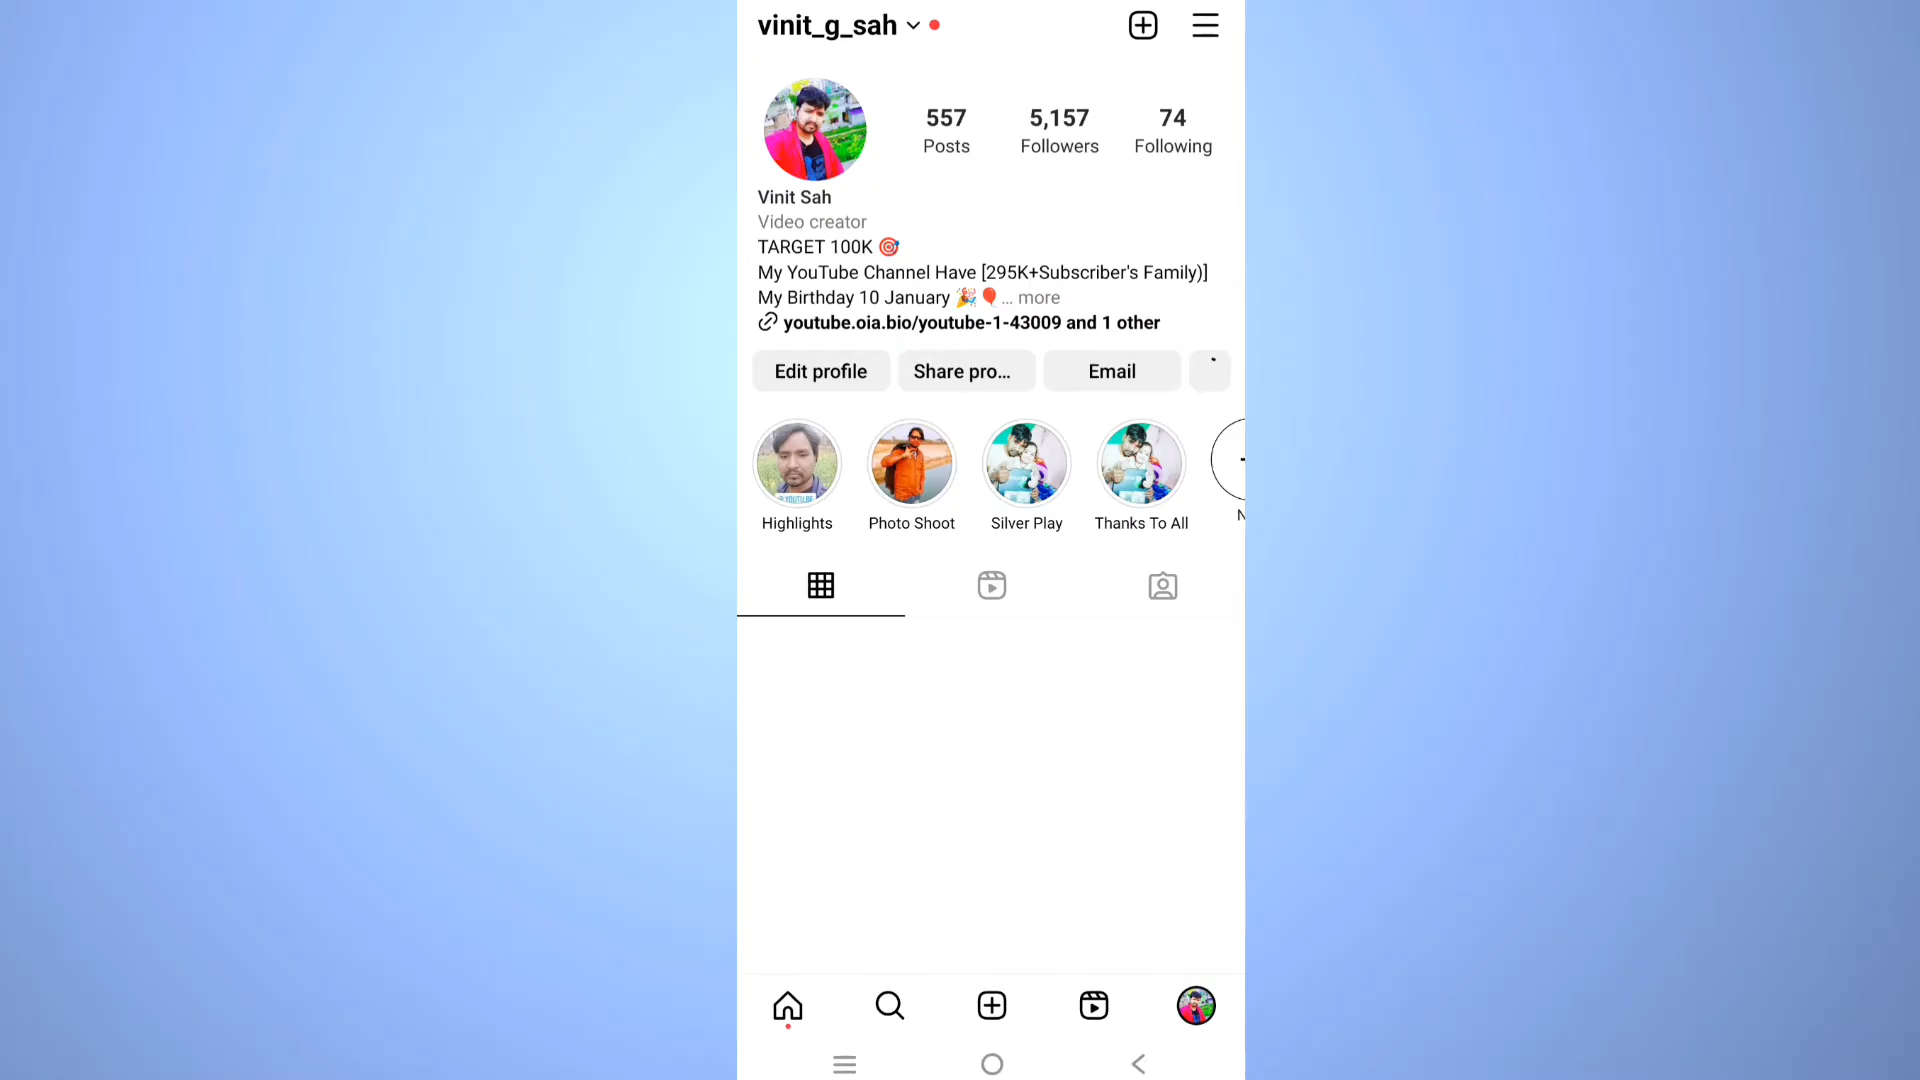 vinit_g_sah
557 5,157 74
Posts Followers Following
Vinit Sah
Video creator
TARGET 100K 🎯
My YouTube Channel Have [295K+Subscriber's Family)]
My Birthday 10 January 🎉🎈... more
youtube.oia.bio/youtube-1-43009 and 1 other
Edit profile Share pro... Email
YOUTUBE
Highlights Photo Shoot Silver Play Thanks To All N